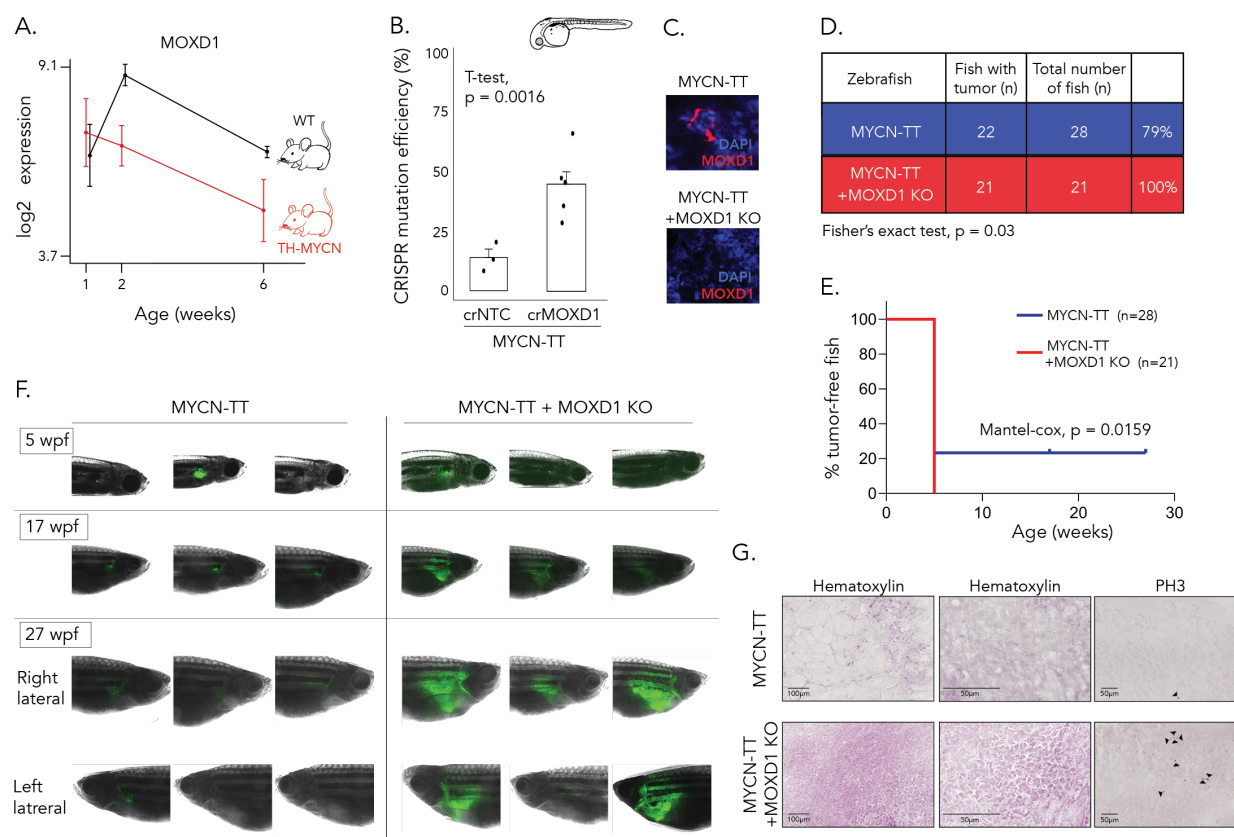 A.
MOXD1
9.1
3.7
log2 expression
WT
TH-MYCN
1 2 6
Age (weeks)
B.
CRISPR mutation efficiency (%)
100
75
50
25
0
T-test,
p = 0.0016
crNTC crMOXD1
MYCN-TT
C.
MYCN-TT
DAPI
MOXD1
MYCN-TT
+MOXD1 KO
DAPI
MOXD1
D.
Zebrafish Fish with tumor (n) Total number of fish (n)
MYCN-TT 22 28 79%
MYCN-TT +MOXD1 KO 21 21 100%
Fisher's exact test, p = 0.03
E.
% tumor-free fish
100
80
60
40
20
0
0 10 20 30
Age (weeks)
MYCN-TT (n=28)
MYCN-TT
+MOXD1 KO (n=21)
Mantel-cox, p = 0.0159
F.
MYCN-TT MYCN-TT + MOXD1 KO
5 wpf
17 wpf
27 wpf
Right
lateral
Left
latreral
G.
Hematoxylin Hematoxylin PH3
MYCN-TT
100µm 50µm 50µm
MYCN-TT
+MOXD1 KO
100µm 50µm 50µm